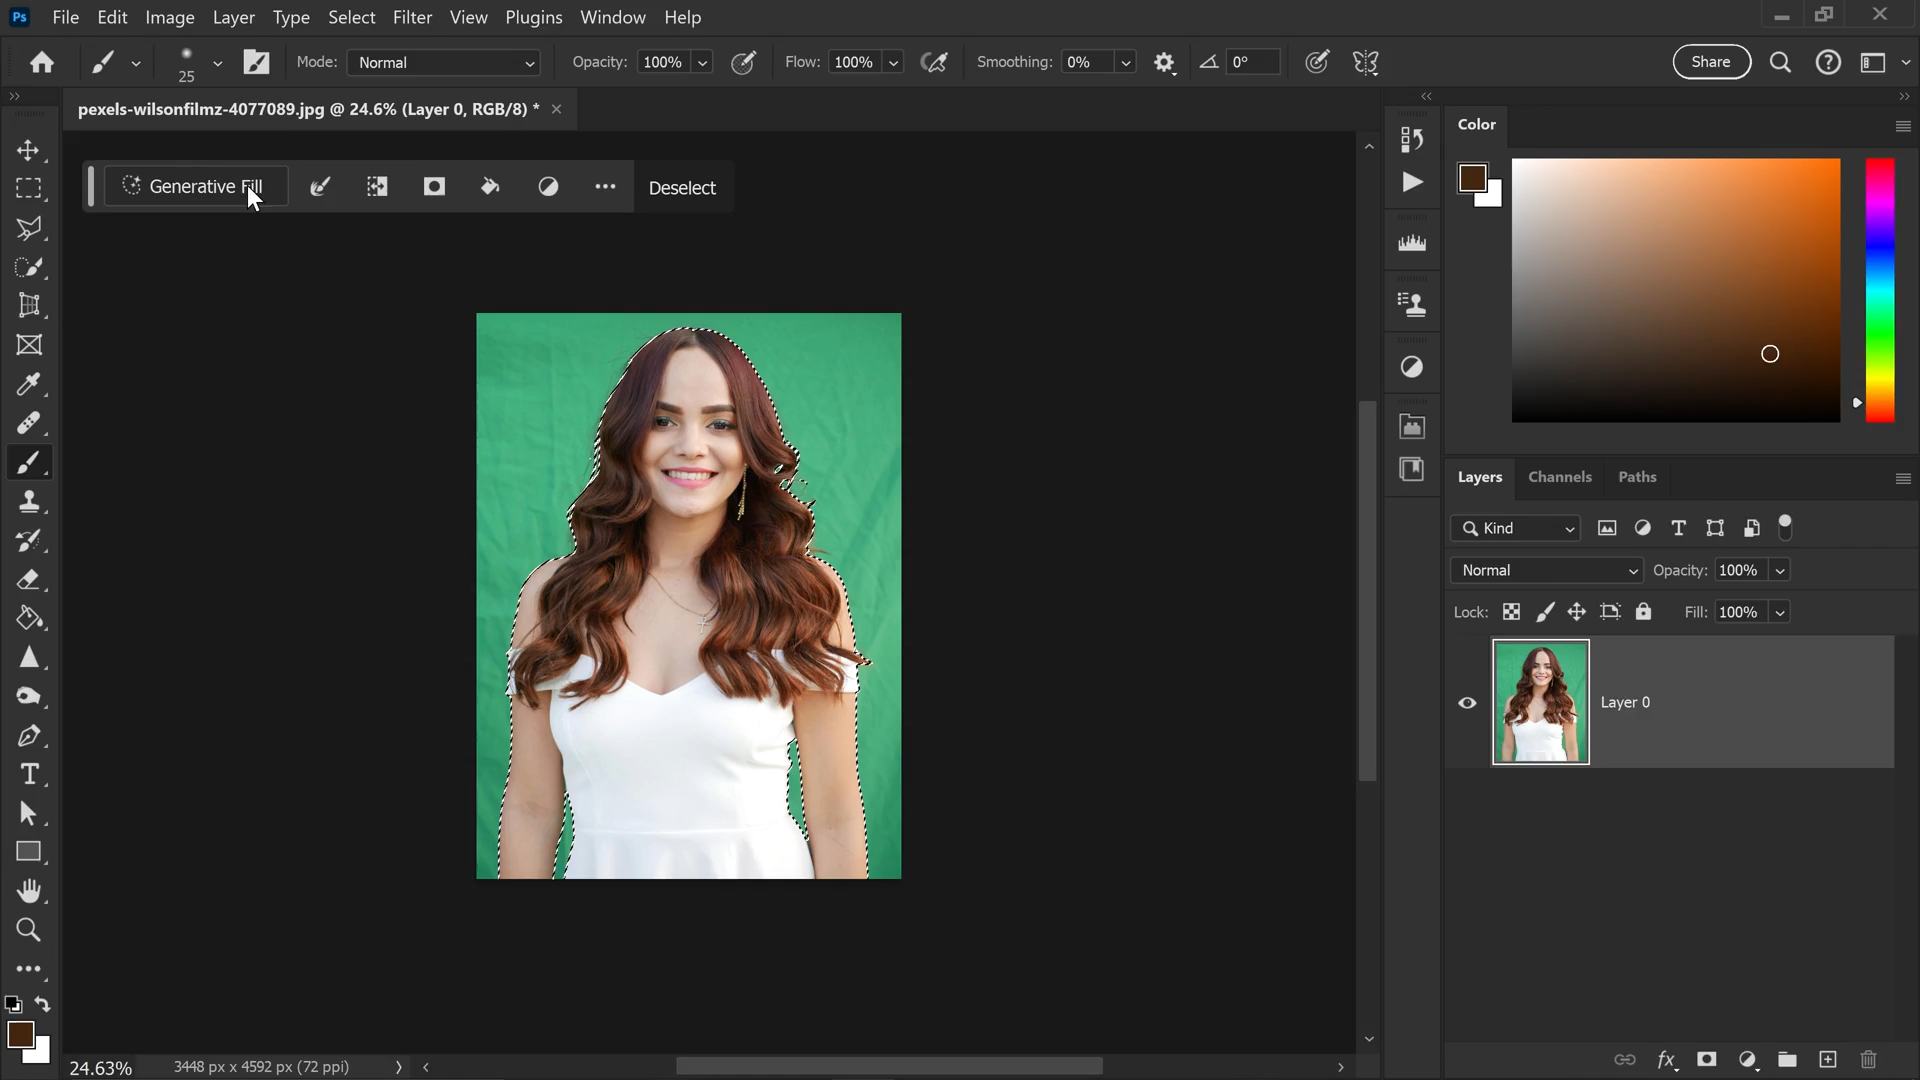 Ps File Edit Image Layer Type Select Filter View Plugins Window Help
25 Mode: Normal Opacity: 100% Flow: 100% Smoothing: 0% 0° Share
pexels-wilsonfilmz-4077089.jpg @ 24.6% (Layer 0, RGB/8) *
Generative Fill Deselect
Color
Layers Channels Paths
Kind
Normal Opacity: 100%
Lock: Fill: 100%
Layer 0
24.63% 3448 px x 4592 px (72 ppi)